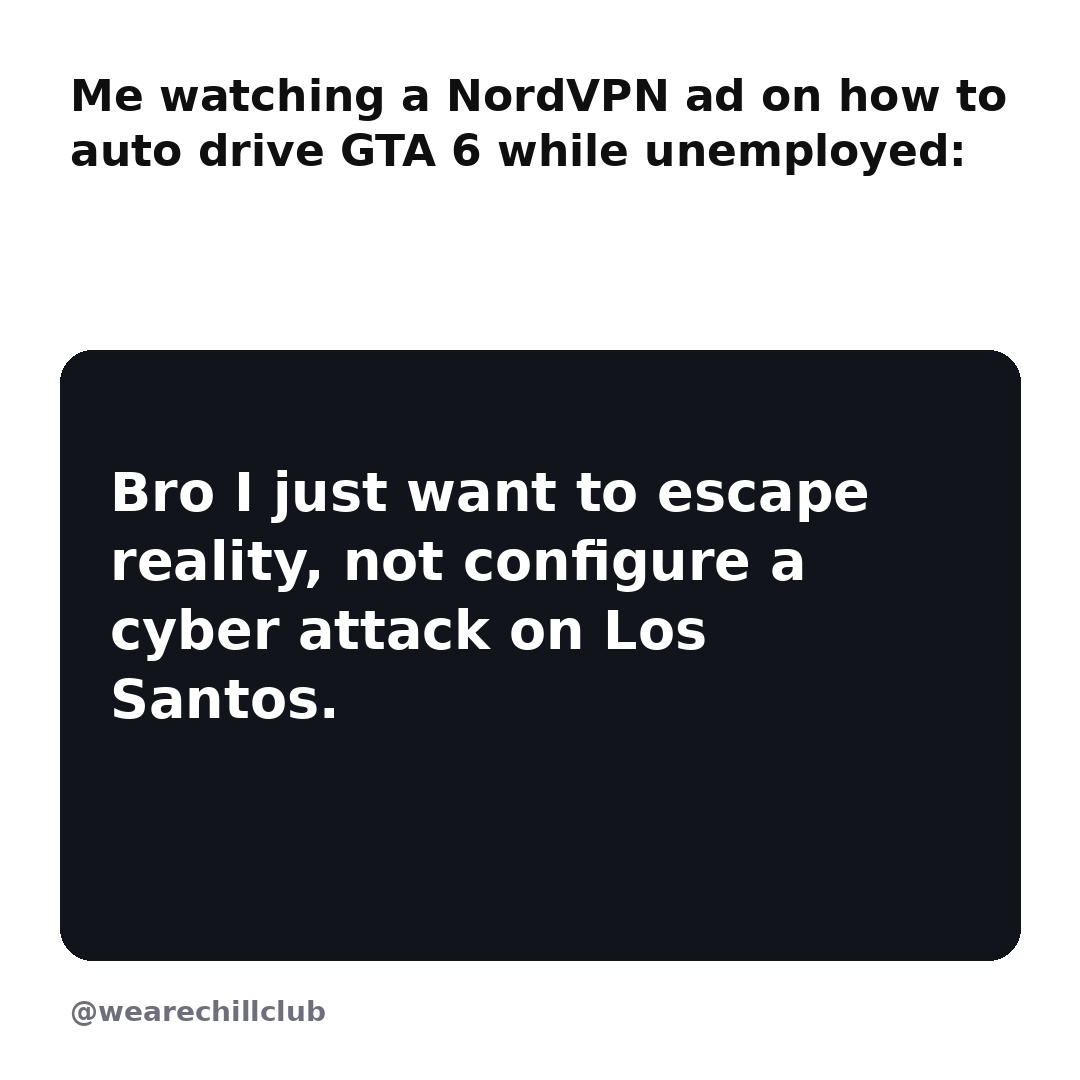 Me watching a NordVPN ad on how to
auto drive GTA 6 while unemployed:
Bro I just want to escape
reality, not configure a
cyber attack on Los
Santos.
@wearechillclub